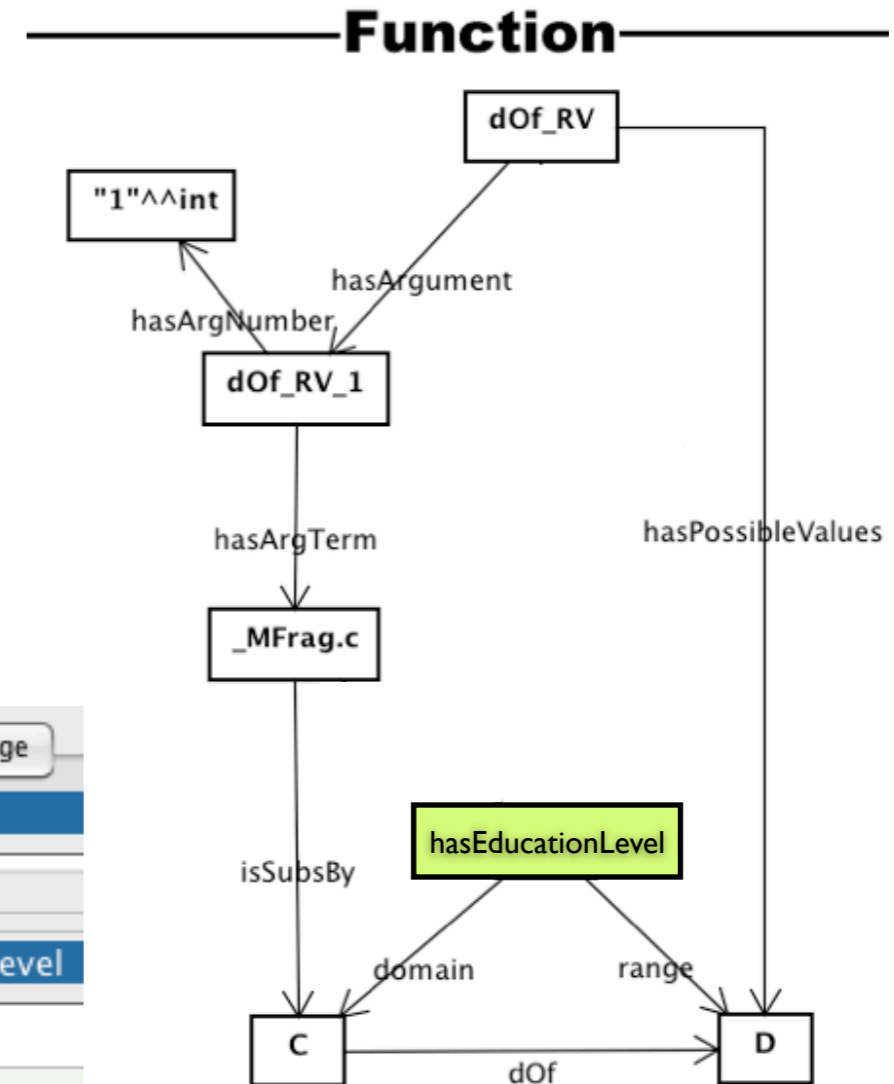 Function
dOf_RV
"1"^^int
hasArgument
hasArgNumber
dOf_RV_1
hasArgTerm
hasPossibleValues
_MFrag.c
ge
hasEducationLevel
isSubsBy
evel
domain
range
C
D
dOf